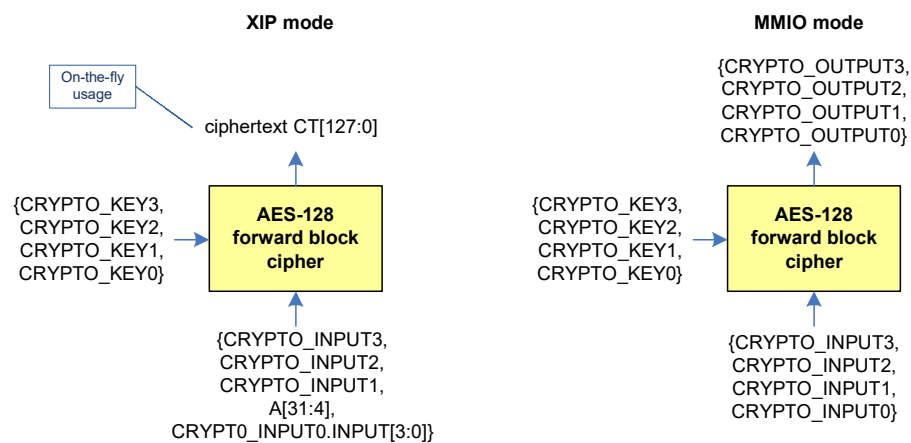 XIP mode
On-the-fly
usage
ciphertext CT[127:0]
{CRYPTO_KEY3,
CRYPTO_KEY2,
CRYPTO_KEY1,
CRYPTO_KEY0}
AES-128
forward block
cipher
{CRYPTO_INPUT3,
CRYPTO_INPUT2,
CRYPTO_INPUT1,
A[31:4],
CRYPT0_INPUT0.INPUT[3:0]}
MMIO mode
{CRYPTO_OUTPUT3,
CRYPTO_OUTPUT2,
CRYPTO_OUTPUT1,
CRYPTO_OUTPUT0}
{CRYPTO_KEY3,
CRYPTO_KEY2,
CRYPTO_KEY1,
CRYPTO_KEY0}
AES-128
forward block
cipher
{CRYPTO_INPUT3,
CRYPTO_INPUT2,
CRYPTO_INPUT1,
CRYPTO_INPUT0}